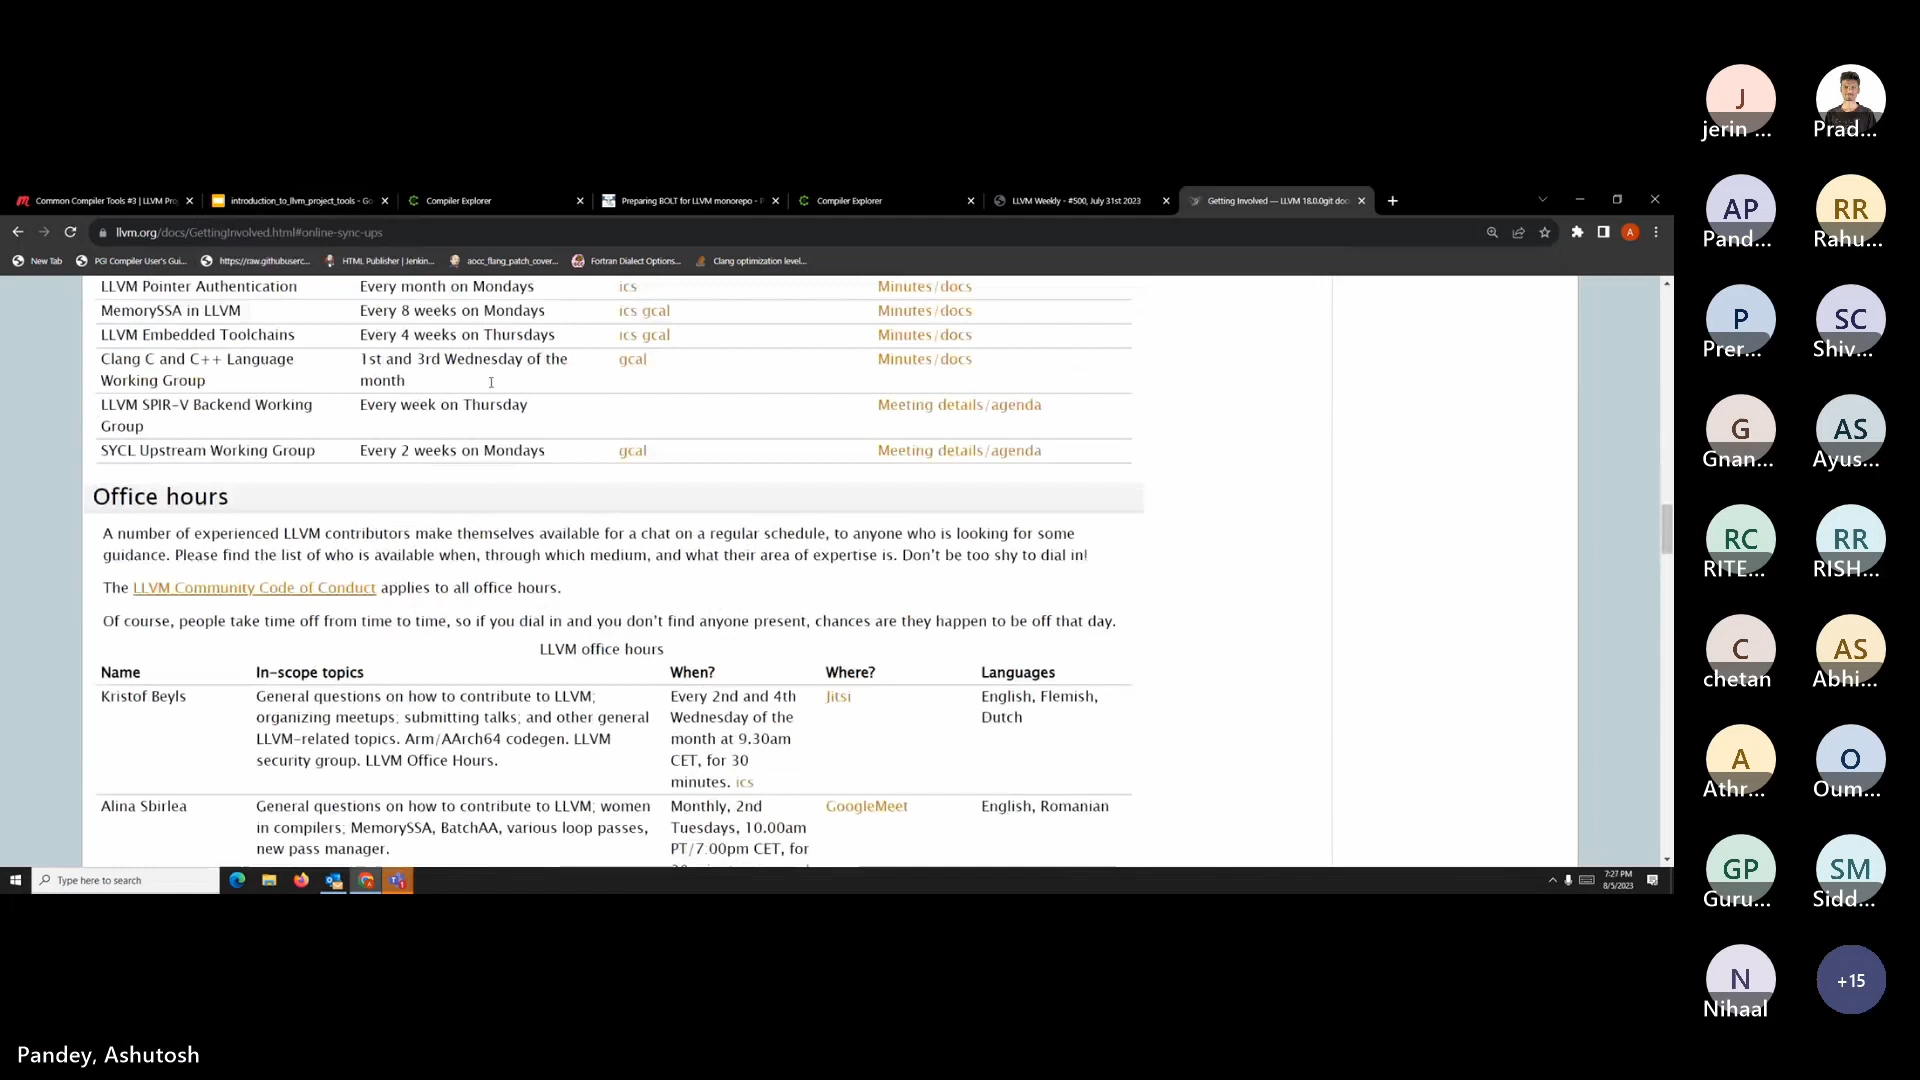 Common Compiler Tools #3 | LLVM Pro
introduction_to_llvm_project_tools - Go
Compiler Explorer
Preparing BOLT for LLVM monorepo -
Compiler Explorer
LLVM Weekly - #500, July 31st 2023
Getting Involved — LLVM 18.0.0git doc
llvm.org/docs/GettingInvolved.html#online-sync-ups
New Tab
PGI Compiler User's Gui...
https://raw.githubuserc...
HTML Publisher | Jenkin...
aocc_flang_patch_cover...
Fortran Dialect Options...
Clang optimization level...
A
LLVM Pointer Authentication Every month on Mondays ics Minutes/docs
MemorySSA in LLVM Every 8 weeks on Mondays ics gcal Minutes/docs
LLVM Embedded Toolchains Every 4 weeks on Thursdays ics gcal Minutes/docs
Clang C and C++ Language 1st and 3rd Wednesday of the gcal Minutes/docs
Working Group month
LLVM SPIR-V Backend Working Every week on Thursday Meeting details/agenda
Group
SYCL Upstream Working Group Every 2 weeks on Mondays gcal Meeting details/agenda
Office hours
A number of experienced LLVM contributors make themselves available for a chat on a regular schedule, to anyone who is looking for some
guidance. Please find the list of who is available when, through which medium, and what their area of expertise is. Don't be too shy to dial in!
The LLVM Community Code of Conduct applies to all office hours.
Of course, people take time off from time to time, so if you dial in and you don't find anyone present, chances are they happen to be off that day.
LLVM office hours
Name In-scope topics When? Where? Languages
Kristof Beyls General questions on how to contribute to LLVM; Every 2nd and 4th Jitsi English, Flemish,
organizing meetups; submitting talks; and other general Wednesday of the Dutch
LLVM-related topics. Arm/AArch64 codegen. LLVM month at 9.30am
security group. LLVM Office Hours. CET, for 30
minutes. ics
Alina Sbirlea General questions on how to contribute to LLVM; women Monthly, 2nd GoogleMeet English, Romanian
in compilers; MemorySSA, BatchAA, various loop passes, Tuesdays, 10.00am
new pass manager. PT/7.00pm CET, for
Type here to search
7:27 PM
8/5/2023
J
jerin ...
Prad...
AP
Pand...
RR
Rahu...
P
Prer...
SC
Shiv...
G
Gnan...
AS
Ayus...
RC
RITE...
RR
RISH...
C
chetan
AS
Abhi...
A
Athr...
O
Oum...
GP
Guru...
SM
Sidd...
N
Nihaal
+15
Pandey, Ashutosh